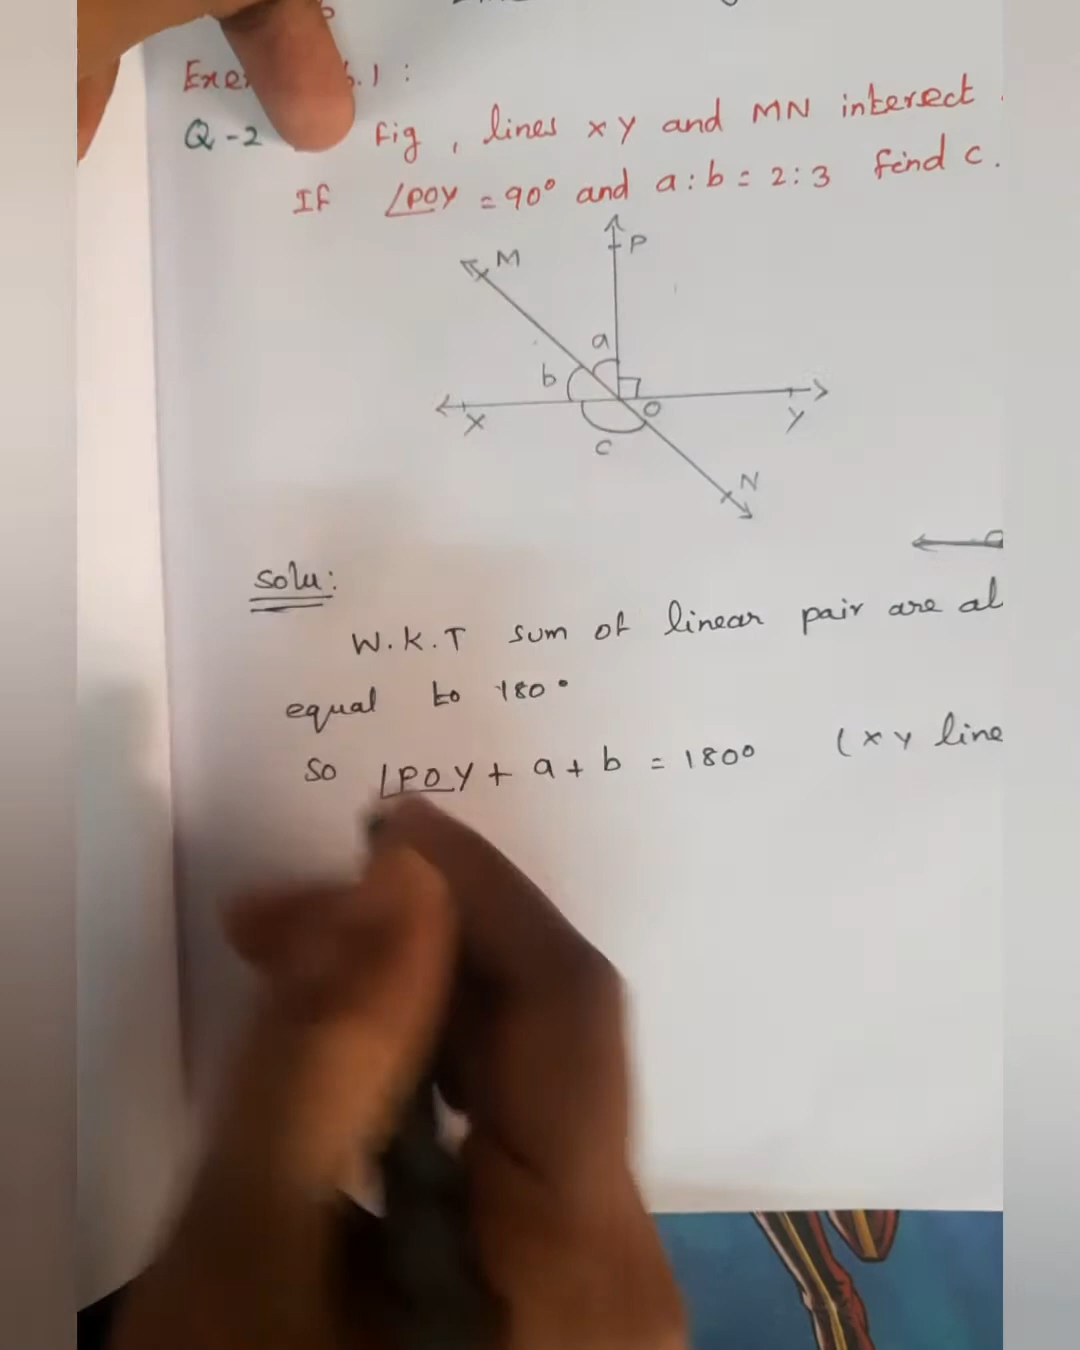 6.1 :
Q-2 Fig, lines xy and MN interect
If ∠POY = 90° and a:b = 2:3 find c.
P
M
a
b
O
X
Y
c
N
Solu:
W.K.T sum of linear pair are al
equal to 180°
So ∠POY + a + b = 180° (xy line